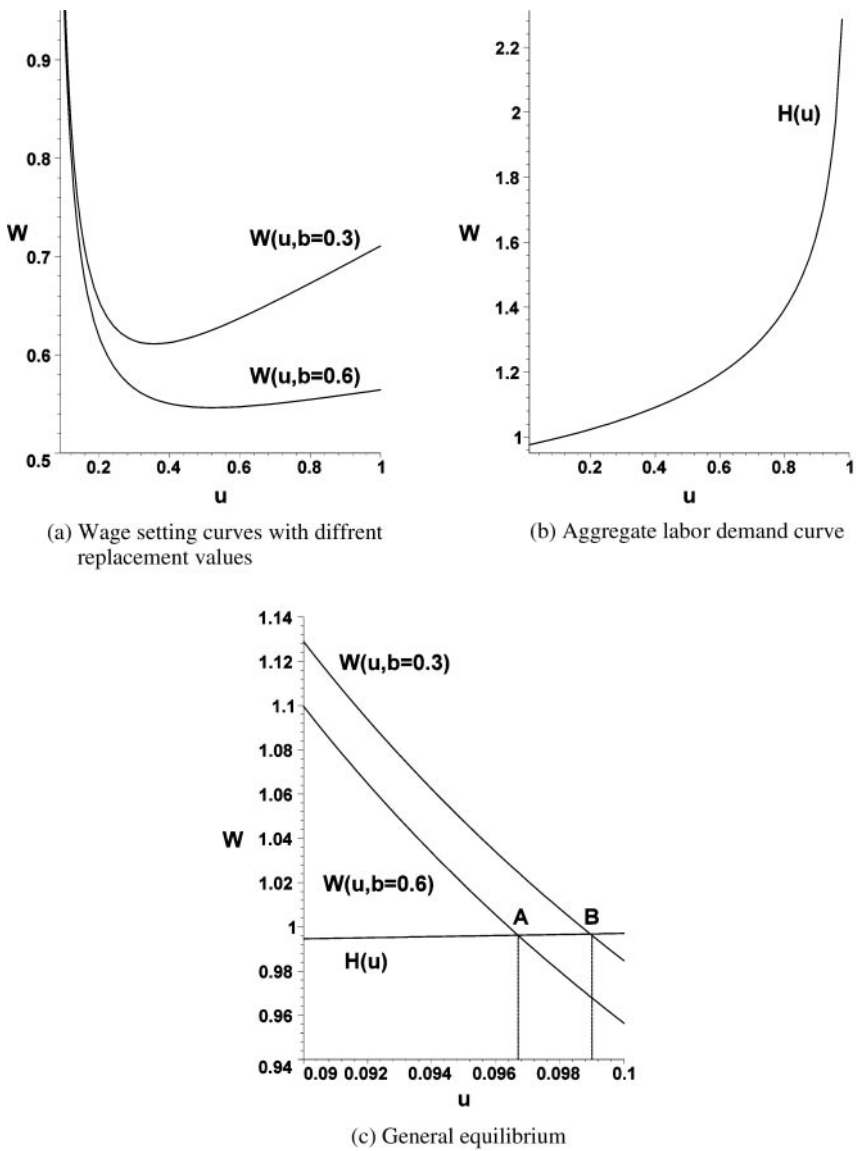 0.9
0.8
W
0.7
0.6
0.5
W(u,b=0.3)
W(u,b=0.6)
0.2 0.4 0.6 0.8 1
u
(a) Wage setting curves with diffrent
replacement values
2.2
2
1.8
W
1.6
1.4
1.2
1
H(u)
0.2 0.4 0.6 0.8 1
u
(b) Aggregate labor demand curve
1.14
1.12
1.1
1.08
1.06
1.04
W
1.02
1
0.98
0.96
0.94
W(u,b=0.3)
W(u,b=0.6)
A B
H(u)
0.09 0.092 0.094 0.096 0.098 0.1
u
(c) General equilibrium